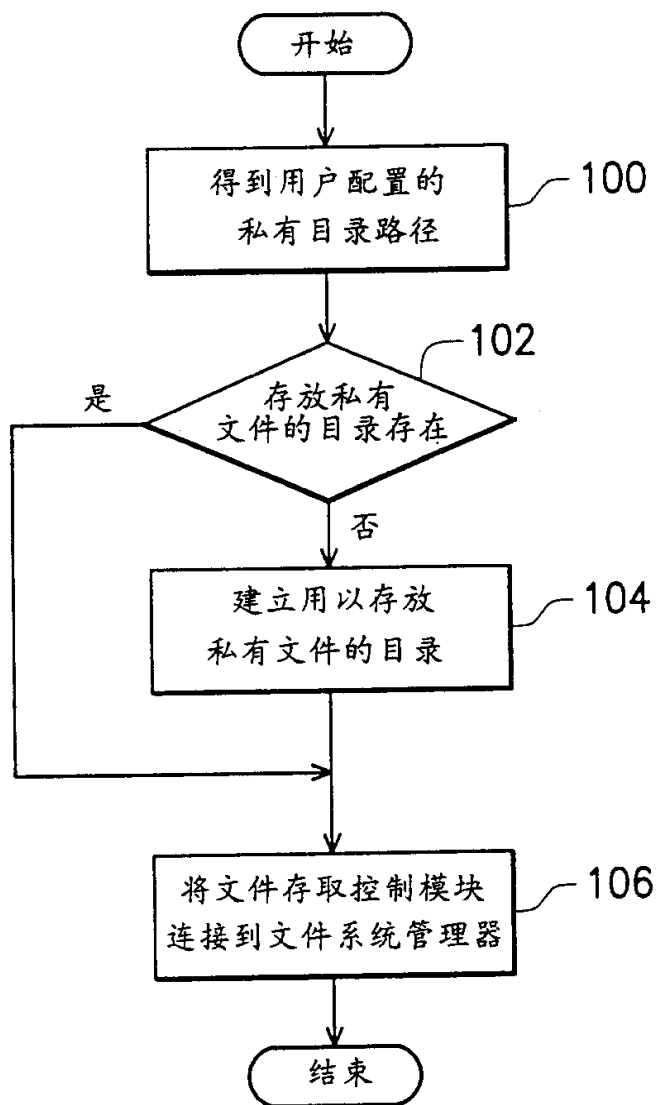 开始
得到用户配置的
私有目录路径
100
102
存放私有
文件的目录存在
是
否
建立用以存放
私有文件的目录
104
将文件存取控制模块
连接到文件系统管理器
106
结束